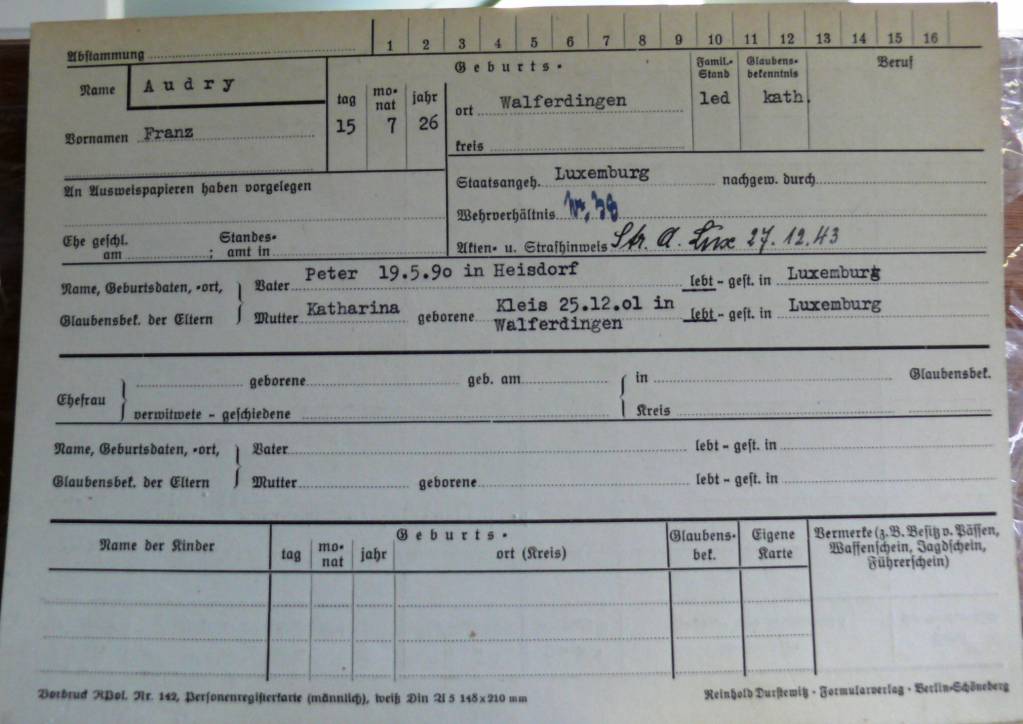 Abstammung 1 2 3 4 5 6 7 8 9 10 11 12 13 14 15 16
Name Audry
Vornamen Franz
Geburts-
tag monat jahr
15 7 26
ort Walferdingen
kreis
Famil.-Stand
led
Glaubensbekenntnis
kath.
Beruf
An Ausweispapieren haben vorgelegen
Staatsangeh. Luxemburg nachgew. durch
Wehrverhältnis
Ehe geschl. am ; Standesamt in
Akten- u. Strafhinweis Str. A. Lux 27.12.43
Name, Geburtsdaten, -ort,
Glaubensbek. der Eltern
Vater Peter 19.5.90 in Heisdorf lebt - gest. in Luxemburg
Mutter Katharina geborene Kleis 25.12.01 in lebt - gest. in Luxemburg
Walferdingen
Ehefrau
geborene geb. am in Glaubensbek.
verwitwete - geschiedene Kreis
Name, Geburtsdaten, -ort,
Glaubensbek. der Eltern
Vater lebt - gest. in
Mutter geborene lebt - gest. in
Name der Kinder
Geburts-
tag monat jahr ort (Kreis)
Glaubens-
bek.
Eigene
Karte
Vermerke (z. B. Besitz v. Pässen,
Waffenschein, Jagdschein,
Führerschein)
Vordruck RPol. Nr. 142, Personenregisterkarte (männlich), weiß Din A 5 148x210 mm
Reinhold Durstewitz · Formularverlag · Berlin-Schöneberg